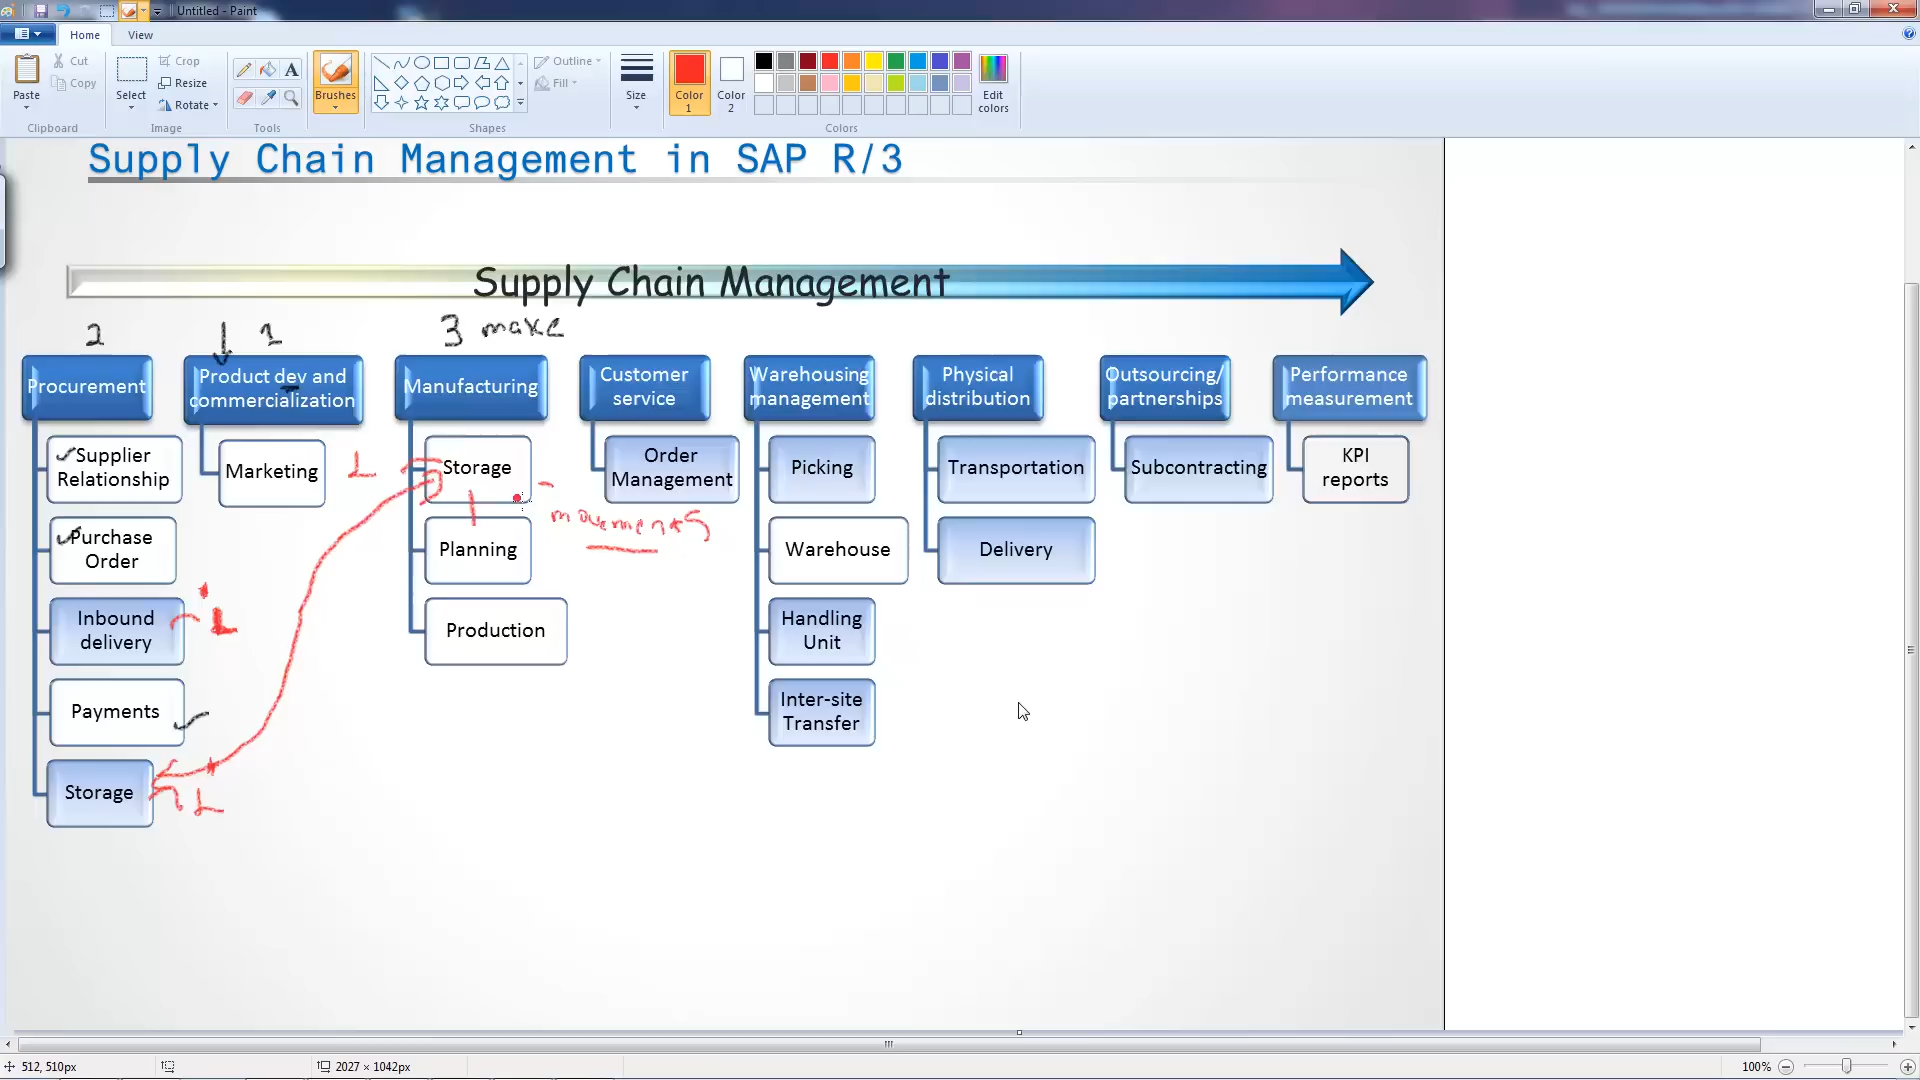 Untitled - Paint
Home
View
Paste
Cut
Copy
Clipboard
Select
Crop
Resize
Rotate
Image
Tools
Brushes
Outline
Fill
Shapes
Size
Color 1
Color 2
Edit colors
Colors
Supply Chain Management in SAP R/3
Supply Chain Management
2
1
3 make
Procurement
Supplier
Relationship
Purchase
Order
Inbound
delivery
L
Payments
Storage
L
Product dev and
commercialization
Marketing
L
Manufacturing
Storage
movements
Planning
Production
Customer
service
Order
Management
Warehousing
management
Picking
Warehouse
Handling
Unit
Inter-site
Transfer
Physical
distribution
Transportation
Delivery
Outsourcing/
partnerships
Subcontracting
Performance
measurement
KPI
reports
512, 510px
2027 × 1042px
100%